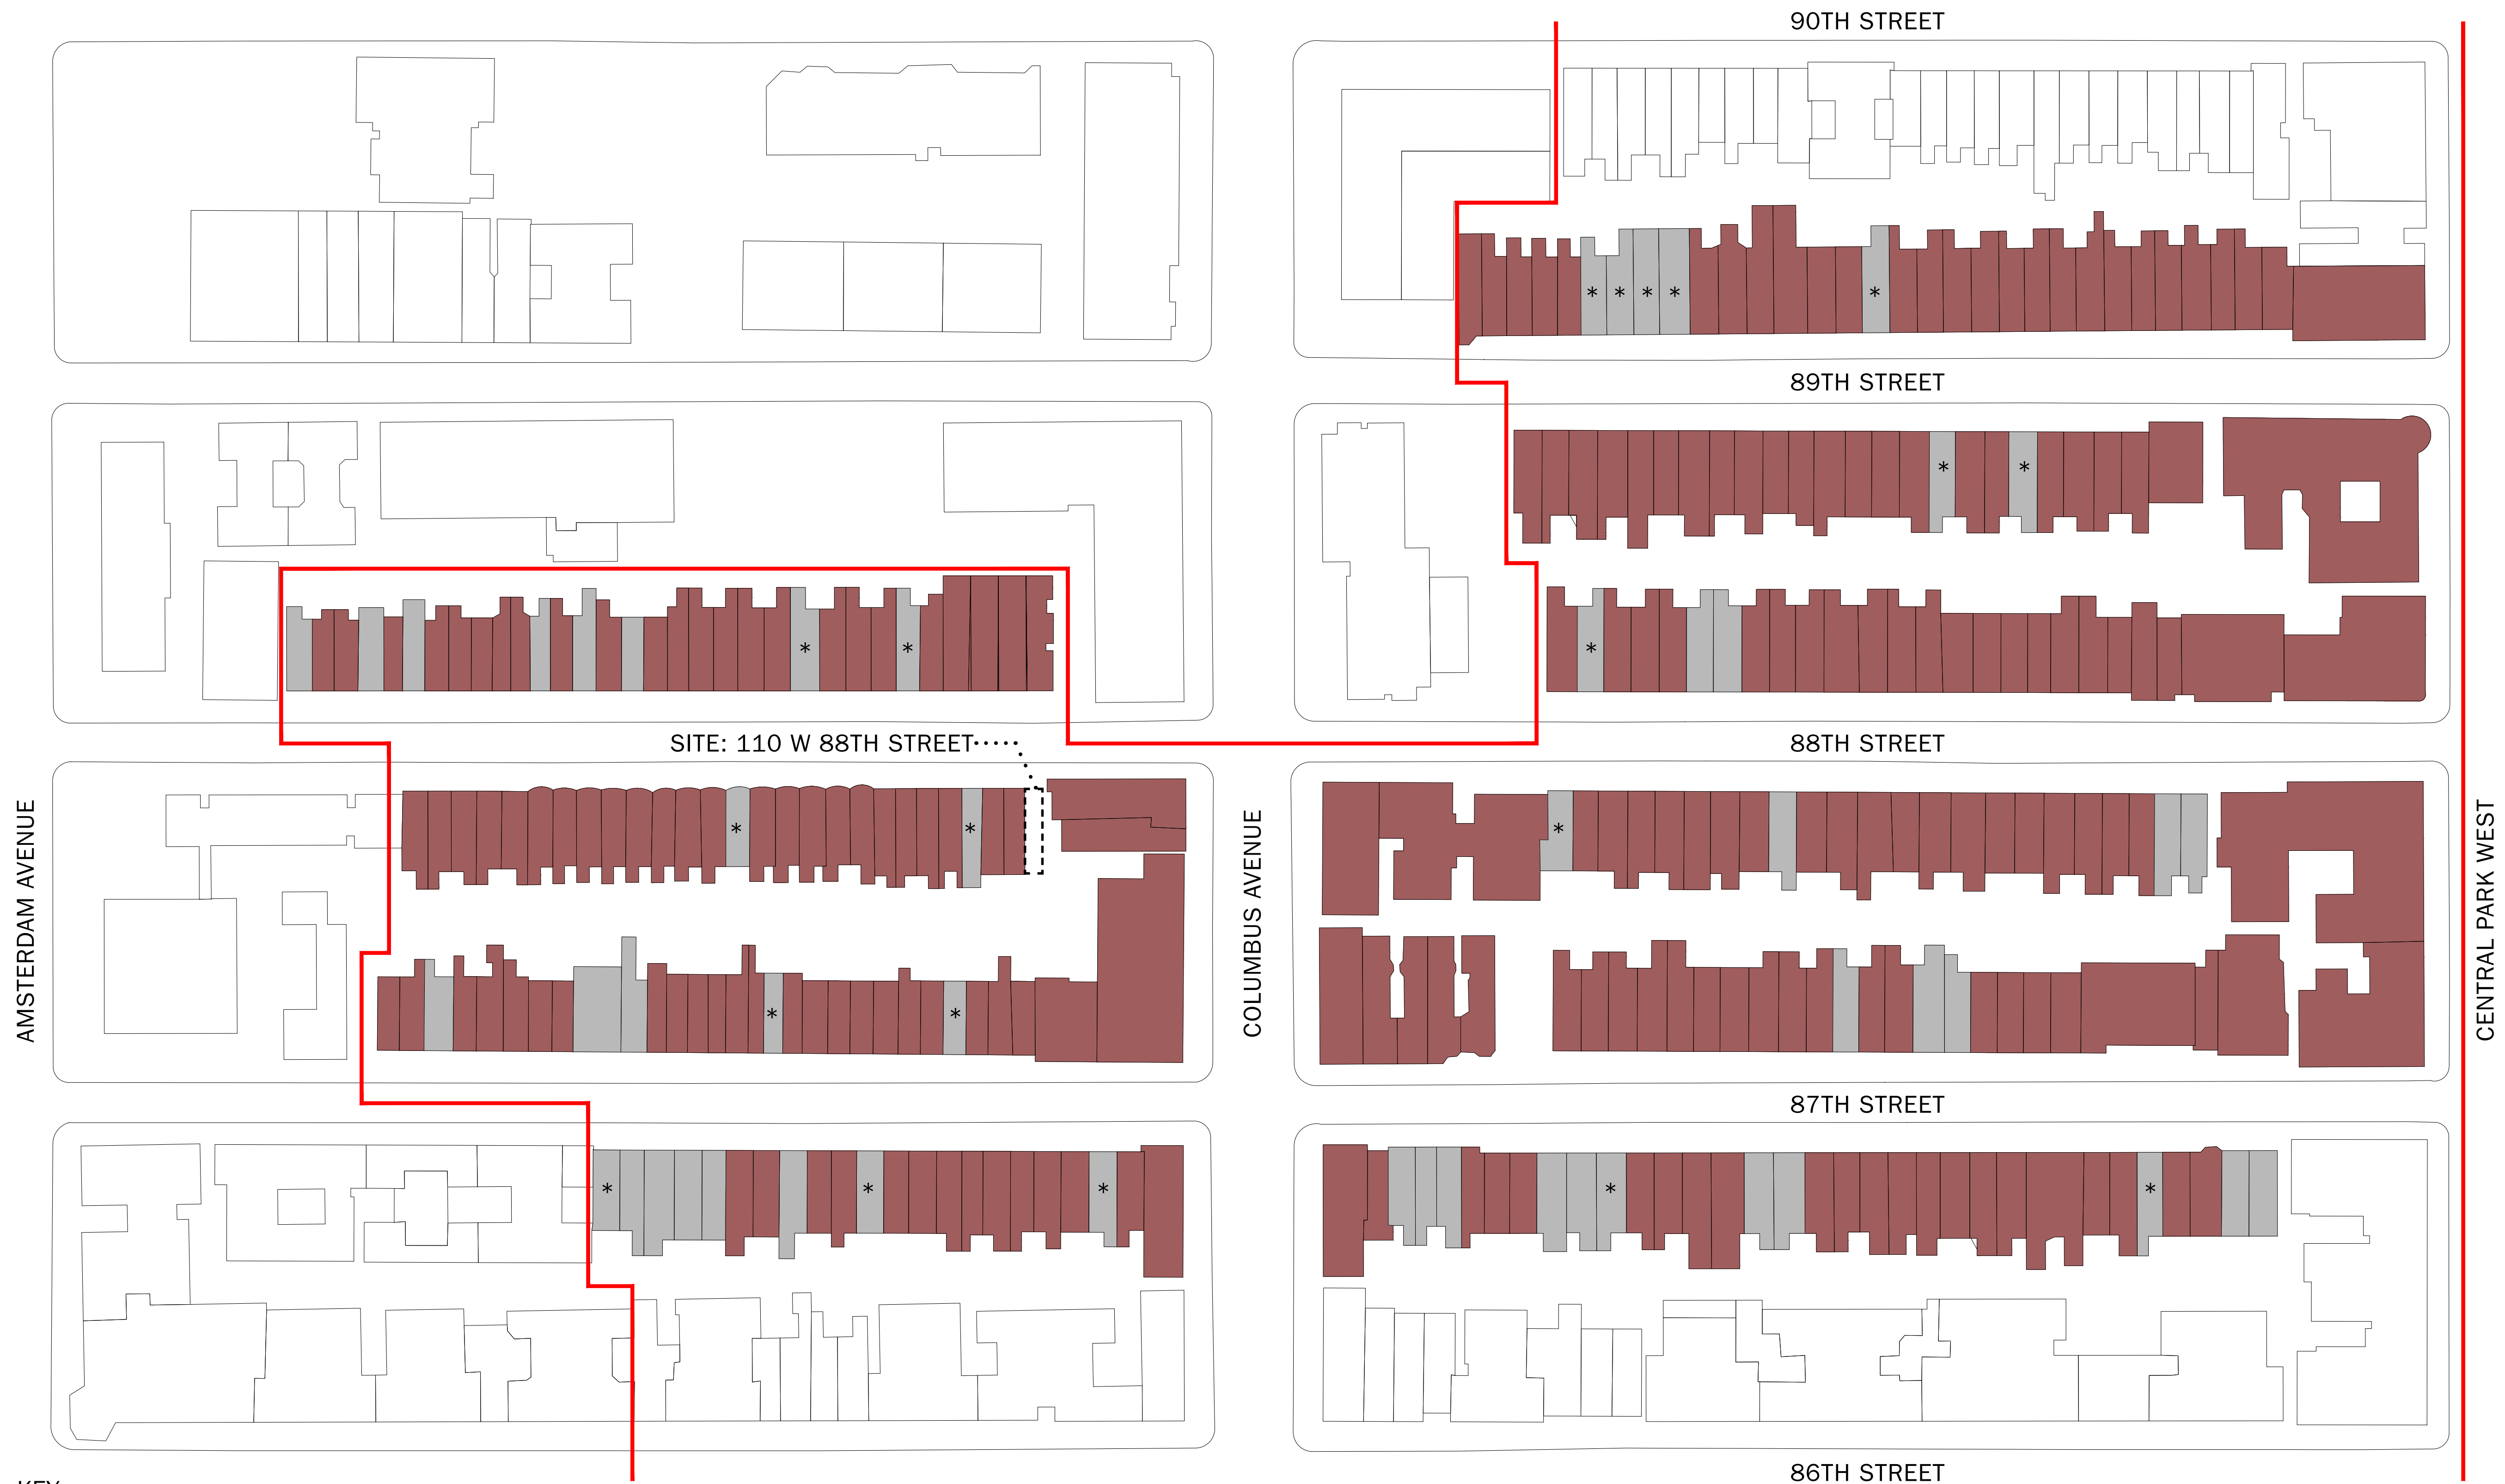 90TH STREET
* * * * *
89TH STREET
* *
* * *
SITE: 110 W 88TH STREET
88TH STREET
AMSTERDAM AVENUE
COLUMBUS AVENUE
CENTRAL PARK WEST
* * *
* *
87TH STREET
* * * * *
86TH STREET